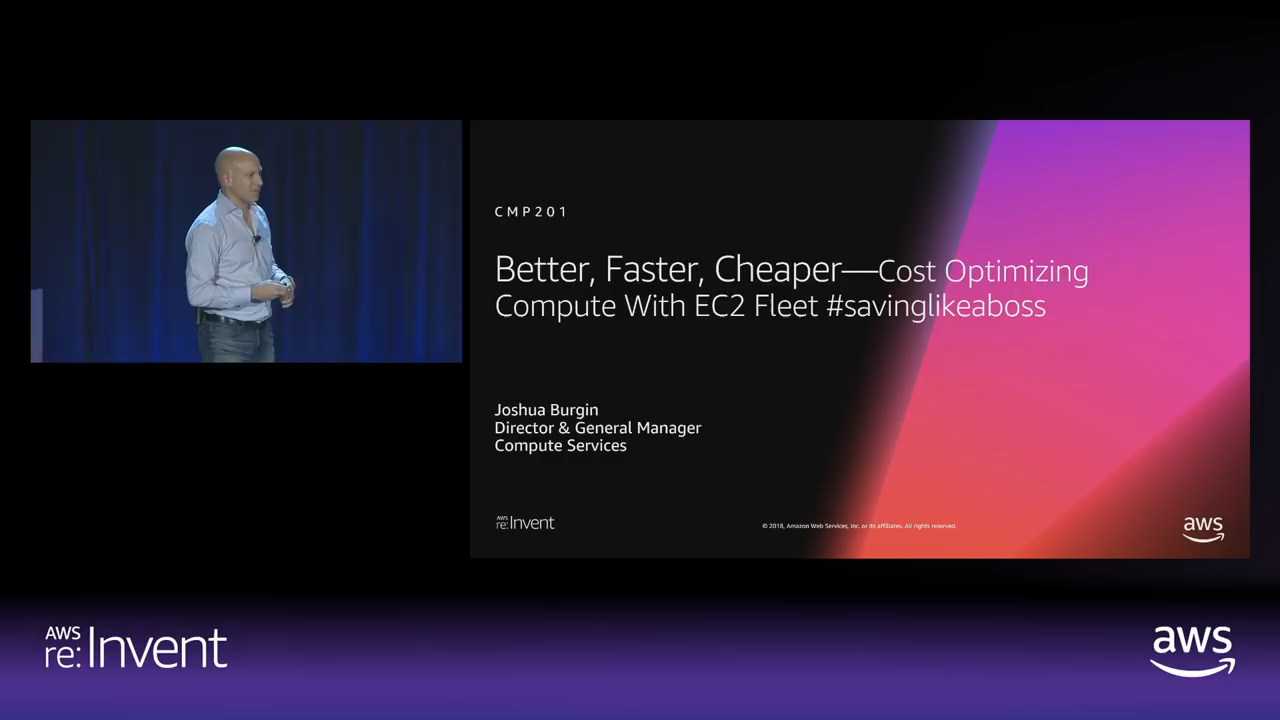 CMP201
Better, Faster, Cheaper—Cost Optimizing
Compute With EC2 Fleet #savinglikeaboss
Joshua Burgin
Director & General Manager
Compute Services
AWS
re:Invent
© 2018, Amazon Web Services, Inc. or its affiliates. All rights reserved.
aws
AWS
re:Invent
aws